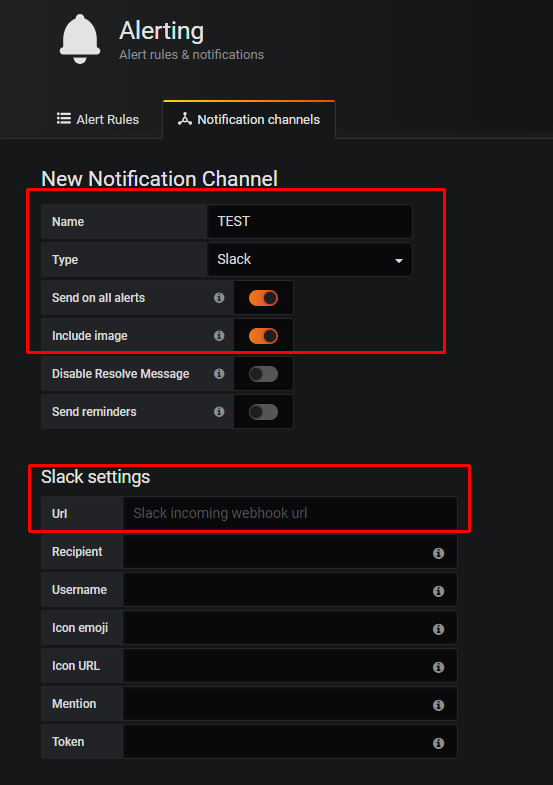 Alerting
Alert rules & notifications
Alert Rules
Notification channels
New Notification Channel
Name
TEST
Type
Slack
Send on all alerts
Include image
Disable Resolve Message
Send reminders
Slack settings
Url
Slack incoming webhook url
Recipient
Username
Icon emoji
Icon URL
Mention
Token